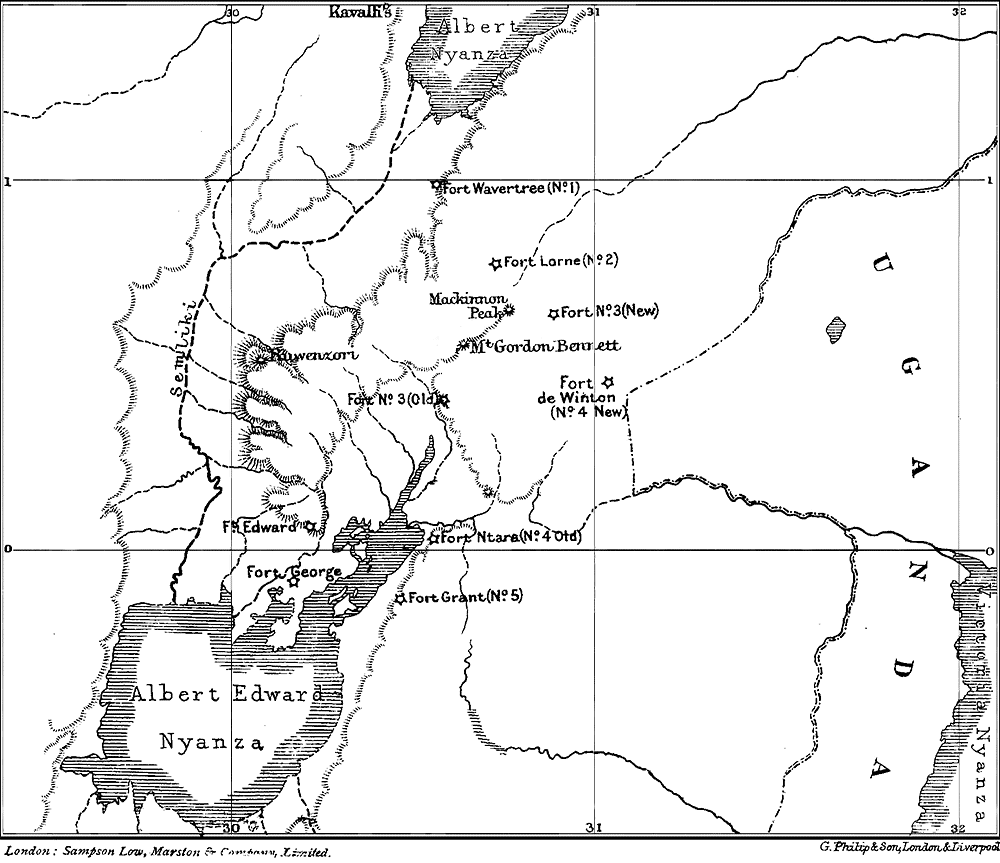 30
Kavalli's
31
32
Albert
Nyanza
1
1
Fort Wavertree (No 1)
Fort Lorne (No 2)
U
Mackinnon
Peak
Fort No 3 (New)
Semliki
Ruwenzori
Mt Gordon Bennett
G
Fort No 3 (Old)
Fort
de Winton
(No 4 New)
A
Ft Edward
Fort Ntara (No 4 Old)
0
0
Fort George
N
Fort Grant (No 5)
D
Albert Edward
Nyanza
A
Victoria Nyanza
30
31
32
London: Sampson Low, Marston & Company, Limited.
G. Philip & Son, London & Liverpool